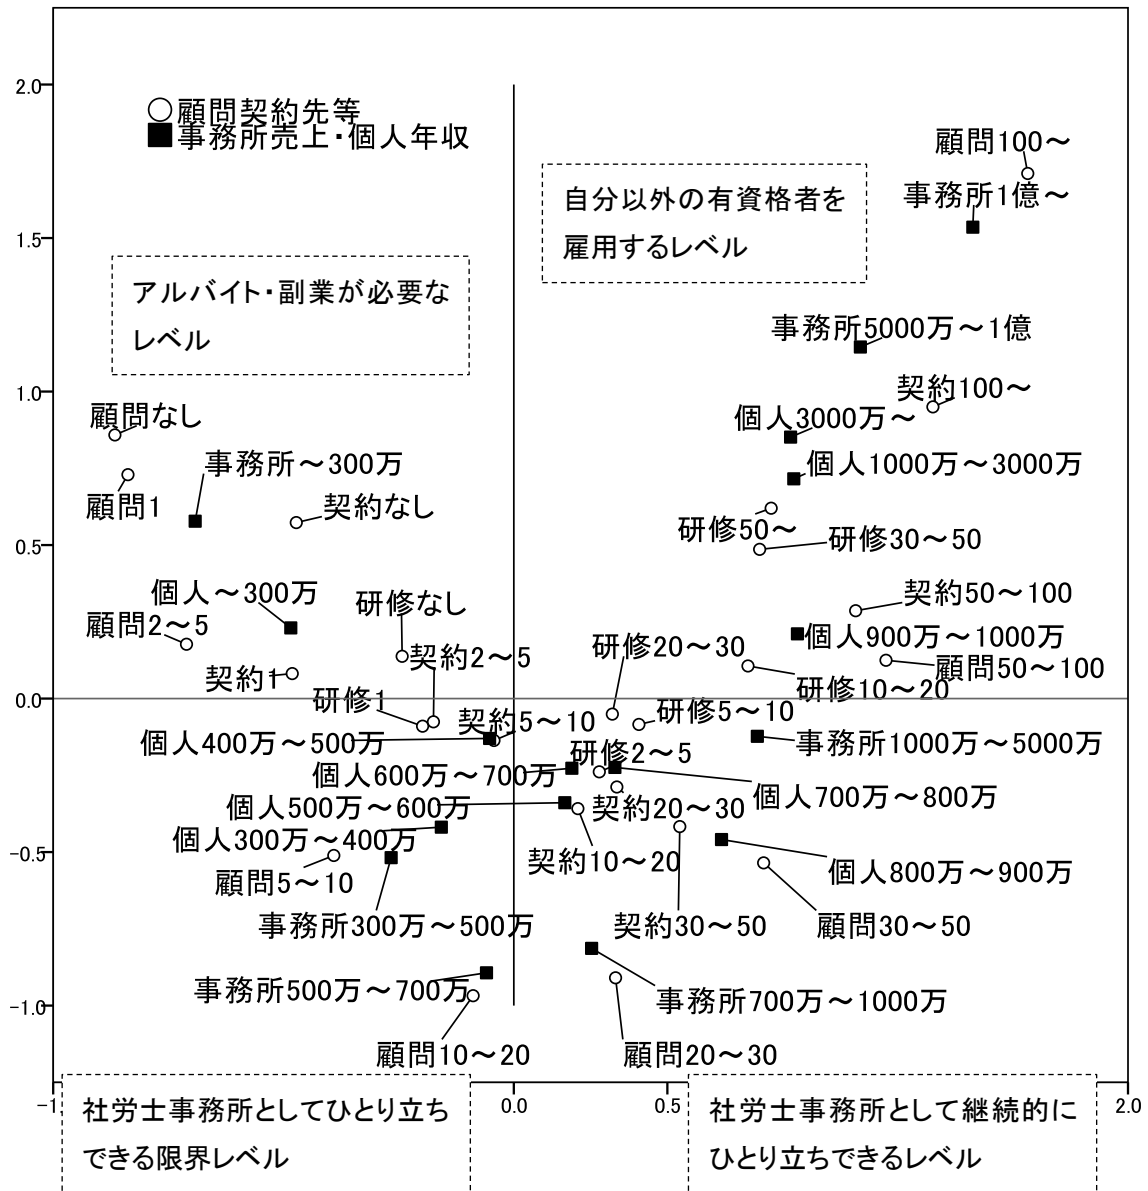 2.0
○顧問契約先等
■事務所売上・個人年収
顧問100～
事務所1億～
自分以外の有資格者を
雇用するレベル
1.5
アルバイト・副業が必要な
レベル
事務所5000万～1億
1.0
契約100～
顧問なし
個人3000万～
事務所～300万
個人1000万～3000万
顧問1
契約なし
研修50～
研修30～50
0.5
個人～300万
研修なし
契約50～100
顧問2～5
研修20～30
個人900万～1000万
契約2～5
顧問50～100
契約1
研修10～20
0.0
研修1
契約5～10
研修5～10
個人400万～500万
事務所1000万～5000万
研修2～5
個人600万～700万
個人700万～800万
個人500万～600万
契約20～30
個人300万～400万
-0.5
契約10～20
個人800万～900万
顧問5～10
事務所300万～500万
契約30～50
顧問30～50
事務所500万～700万
事務所700万～1000万
-1.0
顧問10～20
顧問20～30
0.0
0.5
2.0
社労士事務所としてひとり立ち
できる限界レベル
社労士事務所として継続的に
ひとり立ちできるレベル